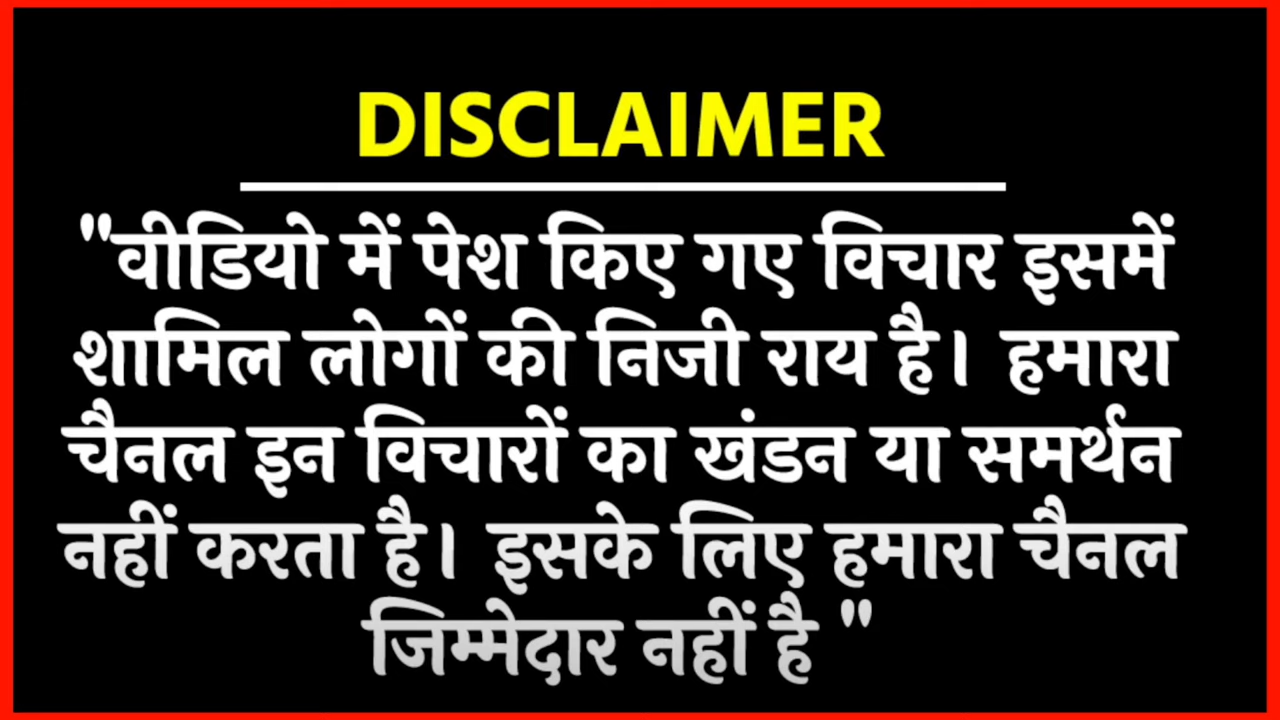 DISCLAIMER
"वीडियो में पेश किए गए विचार इसमें
शामिल लोगों की निजी राय है। हमारा
चैनल इन विचारों का खंडन या समर्थन
नहीं करता है। इसके लिए हमारा चैनल
जिम्मेदार नहीं है "